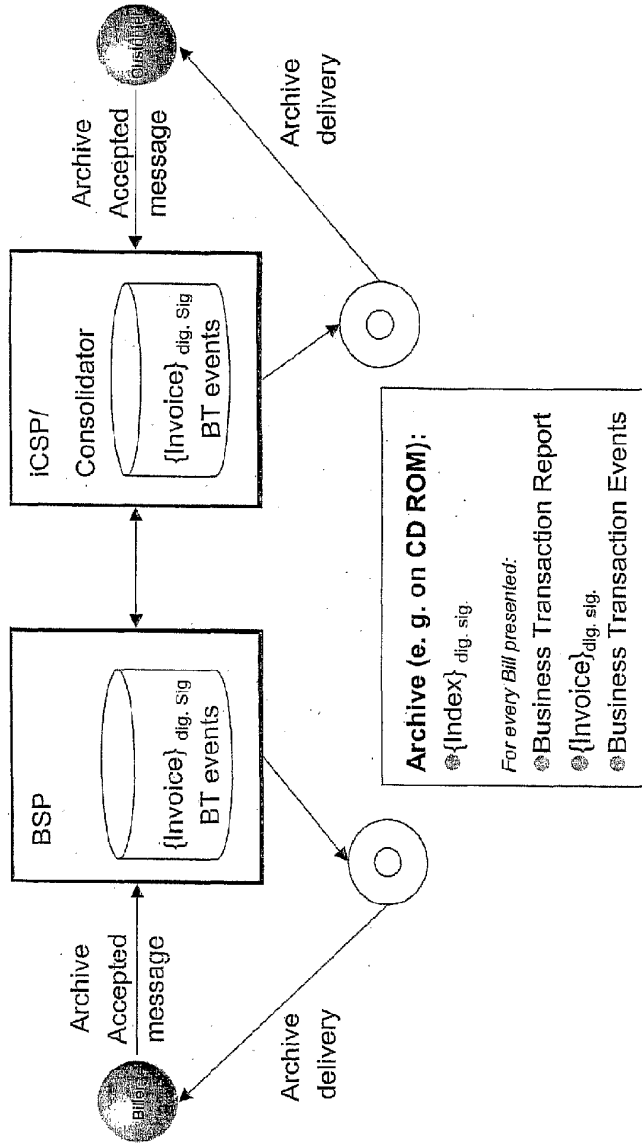 Biller
Archive
Accepted
message
Archive
delivery
BSP
{Invoice} dig. Sig
BT events
iCSP/
Consolidator
{Invoice} dig. Sig
BT events
Archive
Accepted
message
Customer
Archive
delivery
Archive (e. g. on CD ROM):
{Index} dig. sig.
For every Bill presented:
Business Transaction Report
{Invoice}dig. sig.
Business Transaction Events